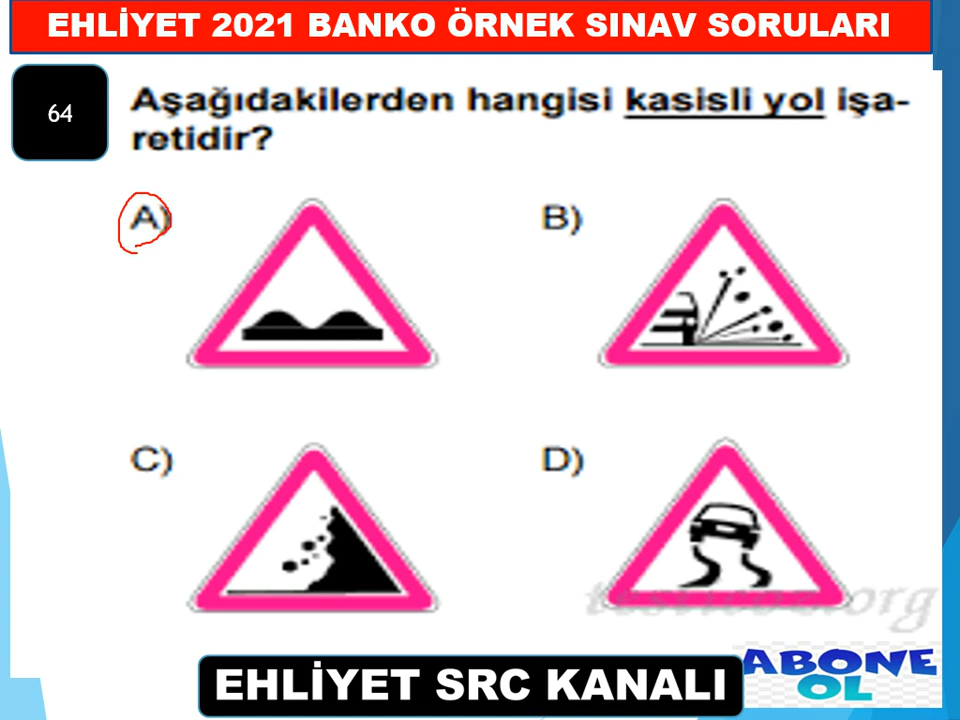 EHLİYET 2021 BANKO ÖRNEK SINAV SORULARI
64
Aşağıdakilerden hangisi kasisli yol işa-
retidir?
A)
B)
C)
D)
EHLİYET SRC KANALI
ABONE
OL